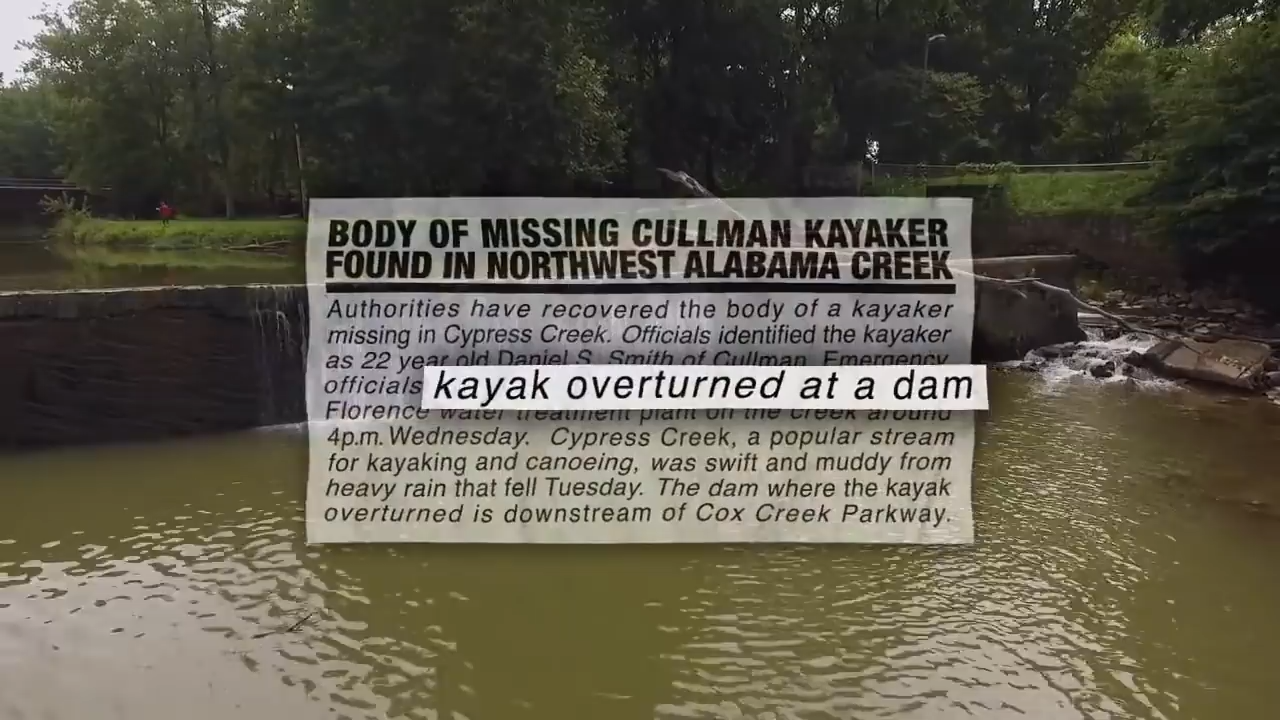 BODY OF MISSING CULLMAN KAYAKER
FOUND IN NORTHWEST ALABAMA CREEK
Authorities have recovered the body of a kayaker
missing in Cypress Creek. Officials identified the kayaker
as 22 year old Daniel S. Smith of Cullman. Emergency
officials kayak overturned at a dam
Florence water treatment plant on the creek around
4p.m. Wednesday. Cypress Creek, a popular stream
for kayaking and canoeing, was swift and muddy from
heavy rain that fell Tuesday. The dam where the kayak
overturned is downstream of Cox Creek Parkway.